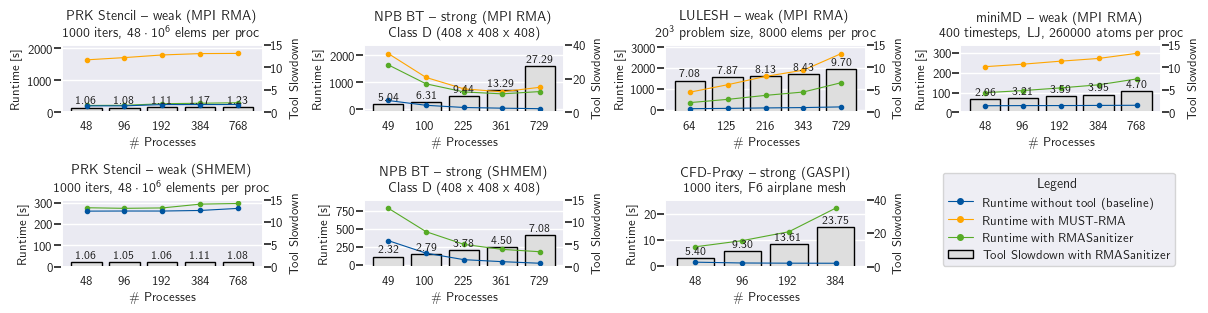 PRK Stencil – weak (MPI RMA)
1000 iters, 48 · 10⁶ elems per proc
Runtime [s]
2000
1000
0
1.06 1.08 1.11 1.17 1.23
15
10
5
0
Tool Slowdown
48 96 192 384 768
# Processes
NPB BT – strong (MPI RMA)
Class D (408 x 408 x 408)
Runtime [s]
2000
1000
0
5.04 6.31 9.44 13.29 27.29
40
20
0
Tool Slowdown
49 100 225 361 729
# Processes
LULESH – weak (MPI RMA)
20³ problem size, 8000 elems per proc
Runtime [s]
3000
2000
1000
0
7.08 7.87 8.13 8.43 9.70
15
10
5
0
Tool Slowdown
64 125 216 343 729
# Processes
miniMD – weak (MPI RMA)
400 timesteps, LJ, 260000 atoms per proc
Runtime [s]
300
200
100
0
2.96 3.21 3.59 3.95 4.70
15
10
5
0
Tool Slowdown
48 96 192 384 768
# Processes
PRK Stencil – weak (SHMEM)
1000 iters, 48 · 10⁶ elements per proc
Runtime [s]
300
200
100
0
1.06 1.05 1.06 1.11 1.08
15
10
5
0
Tool Slowdown
48 96 192 384 768
# Processes
NPB BT – strong (SHMEM)
Class D (408 x 408 x 408)
Runtime [s]
750
500
250
0
2.32 2.79 3.78 4.50 7.08
15
10
5
0
Tool Slowdown
49 100 225 361 729
# Processes
CFD-Proxy – strong (GASPI)
1000 iters, F6 airplane mesh
Runtime [s]
20
10
0
5.40 9.30 13.61 23.75
40
20
0
Tool Slowdown
48 96 192 384
# Processes
Legend
Runtime without tool (baseline)
Runtime with MUST-RMA
Runtime with RMASanitizer
Tool Slowdown with RMASanitizer